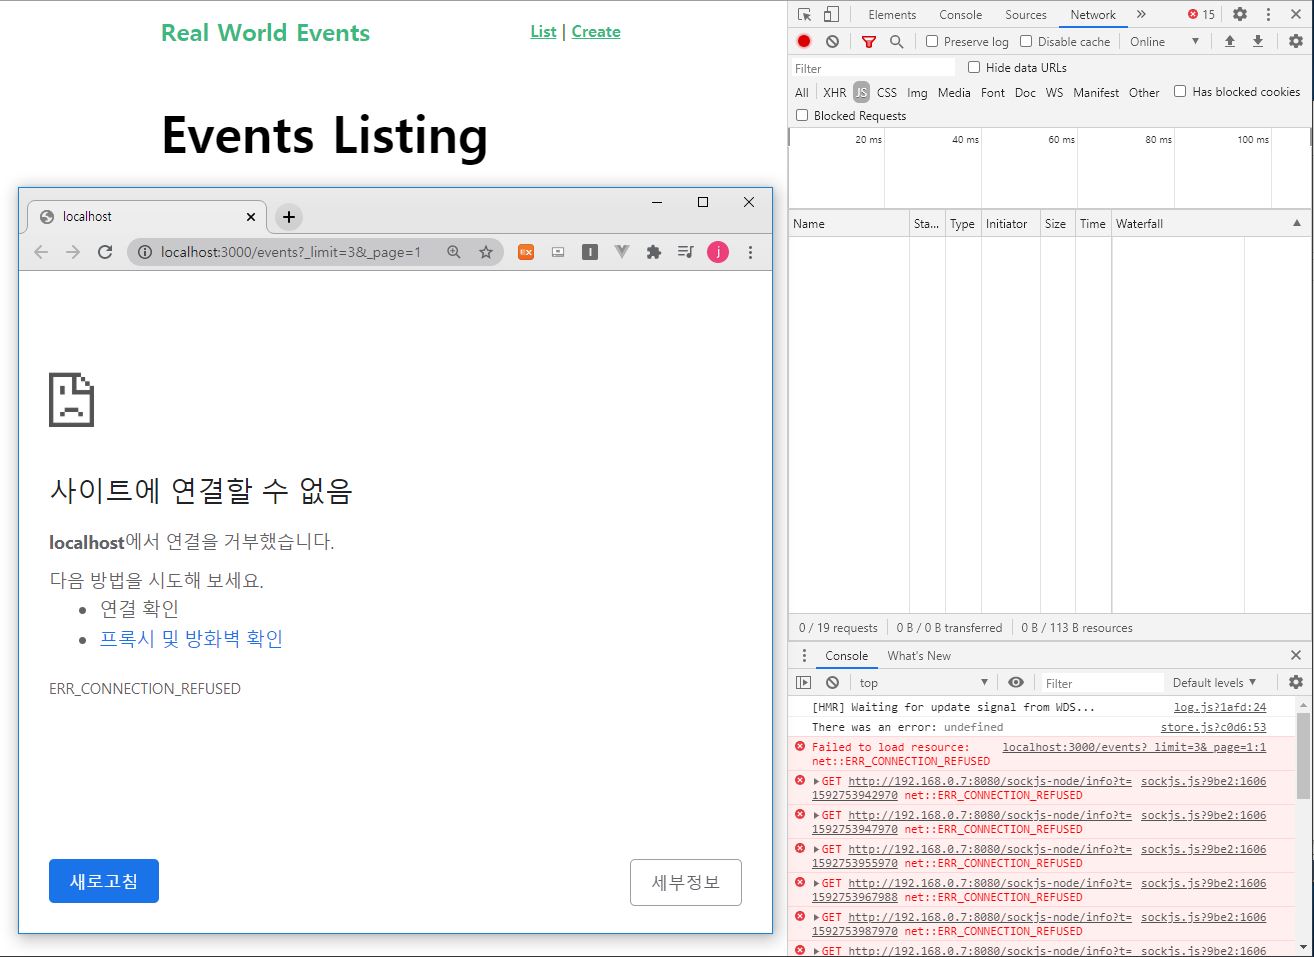 Real World Events
List | Create
Events Listing
localhost
localhost:3000/events?_limit=3&_page=1
EX
I
j
사이트에 연결할 수 없음
localhost에서 연결을 거부했습니다.
다음 방법을 시도해 보세요.
연결 확인
프록시 및 방화벽 확인
ERR_CONNECTION_REFUSED
새로고침
세부정보
Elements Console Sources Network 15
Preserve log Disable cache Online
Filter Hide data URLs
All XHR JS CSS Img Media Font Doc WS Manifest Other Has blocked cookies
Blocked Requests
20 ms 40 ms 60 ms 80 ms 100 ms
Name Sta... Type Initiator Size Time Waterfall
0 / 19 requests 0 B / 0 B transferred 0 B / 113 B resources
Console What's New
top Filter Default levels
[HMR] Waiting for update signal from WDS... log.js?1afd:24
There was an error: undefined store.js?c0d6:53
Failed to load resource: localhost:3000/events?_limit=3&_page=1:1
net::ERR_CONNECTION_REFUSED
GET http://192.168.0.7:8080/sockjs-node/info?t= sockjs.js?9be2:1606
1592753942970 net::ERR_CONNECTION_REFUSED
GET http://192.168.0.7:8080/sockjs-node/info?t= sockjs.js?9be2:1606
1592753947970 net::ERR_CONNECTION_REFUSED
GET http://192.168.0.7:8080/sockjs-node/info?t= sockjs.js?9be2:1606
1592753955970 net::ERR_CONNECTION_REFUSED
GET http://192.168.0.7:8080/sockjs-node/info?t= sockjs.js?9be2:1606
1592753967988 net::ERR_CONNECTION_REFUSED
GET http://192.168.0.7:8080/sockjs-node/info?t= sockjs.js?9be2:1606
1592753987970 net::ERR_CONNECTION_REFUSED
GET http://192.168.0.7:8080/sockjs-node/info?t= sockjs.js?9be2:1606